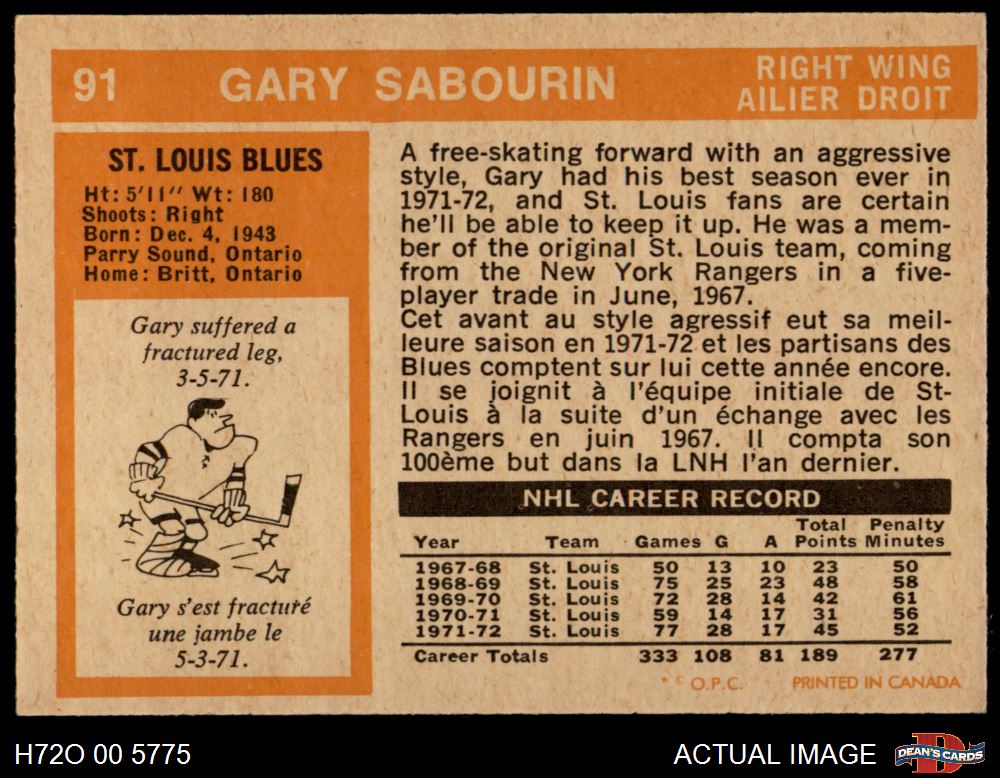 91 GARY SABOURIN
RIGHT WING
AILIER DROIT
ST. LOUIS BLUES
Ht: 5'11'' Wt: 180
Shoots: Right
Born: Dec. 4, 1943
Parry Sound, Ontario
Home: Britt, Ontario
Gary suffered a
fractured leg,
3-5-71.
Gary s'est fracturé
une jambe le
5-3-71.
A free-skating forward with an aggressive
style, Gary had his best season ever in
1971-72, and St. Louis fans are certain
he'll be able to keep it up. He was a mem-
ber of the original St. Louis team, coming
from the New York Rangers in a five-
player trade in June, 1967.
Cet avant au style agressif eut sa meil-
leure saison en 1971-72 et les partisans des
Blues comptent sur lui cette année encore.
Il se joignit à l'équipe initiale de St-
Louis à la suite d'un échange avec les
Rangers en juin 1967. Il compta son
100ème but dans la LNH l'an dernier.
NHL CAREER RECORD
Year Team Games G A Total Points Penalty Minutes
1967-68 St. Louis 50 13 10 23 50
1968-69 St. Louis 75 25 23 48 58
1969-70 St. Louis 72 28 14 42 61
1970-71 St. Louis 59 14 17 31 56
1971-72 St. Louis 77 28 17 45 52
Career Totals 333 108 81 189 277
* © O.P.C. PRINTED IN CANADA
H72O 00 5775
ACTUAL IMAGE
D
DEAN'S CARDS